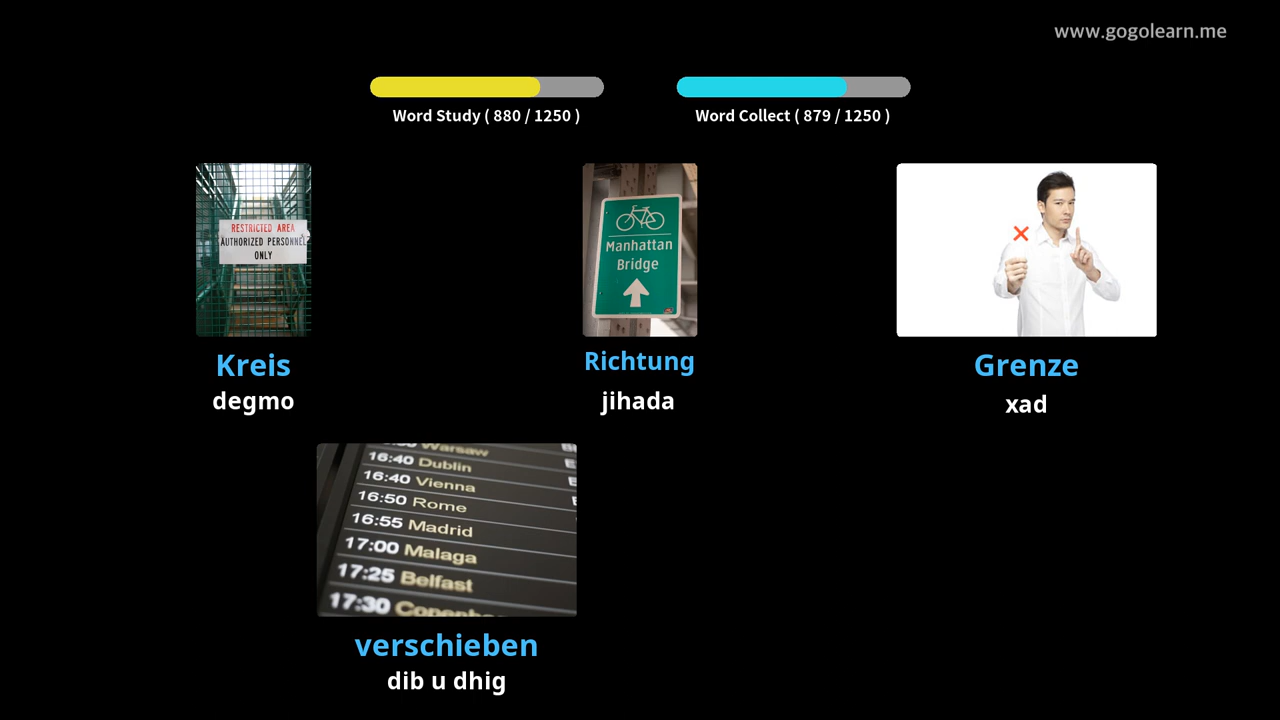 www.gogolearn.me
Word Study ( 880 / 1250 )
Word Collect ( 879 / 1250 )
RESTRICTED AREA
AUTHORIZED PERSONNEL
ONLY
Manhattan
Bridge
Kreis
degmo
Richtung
jihada
Grenze
xad
Warsaw
16:40 Dublin
16:40 Vienna
16:50 Rome
16:55 Madrid
17:00 Malaga
17:25 Belfast
17:30
verschieben
dib u dhig